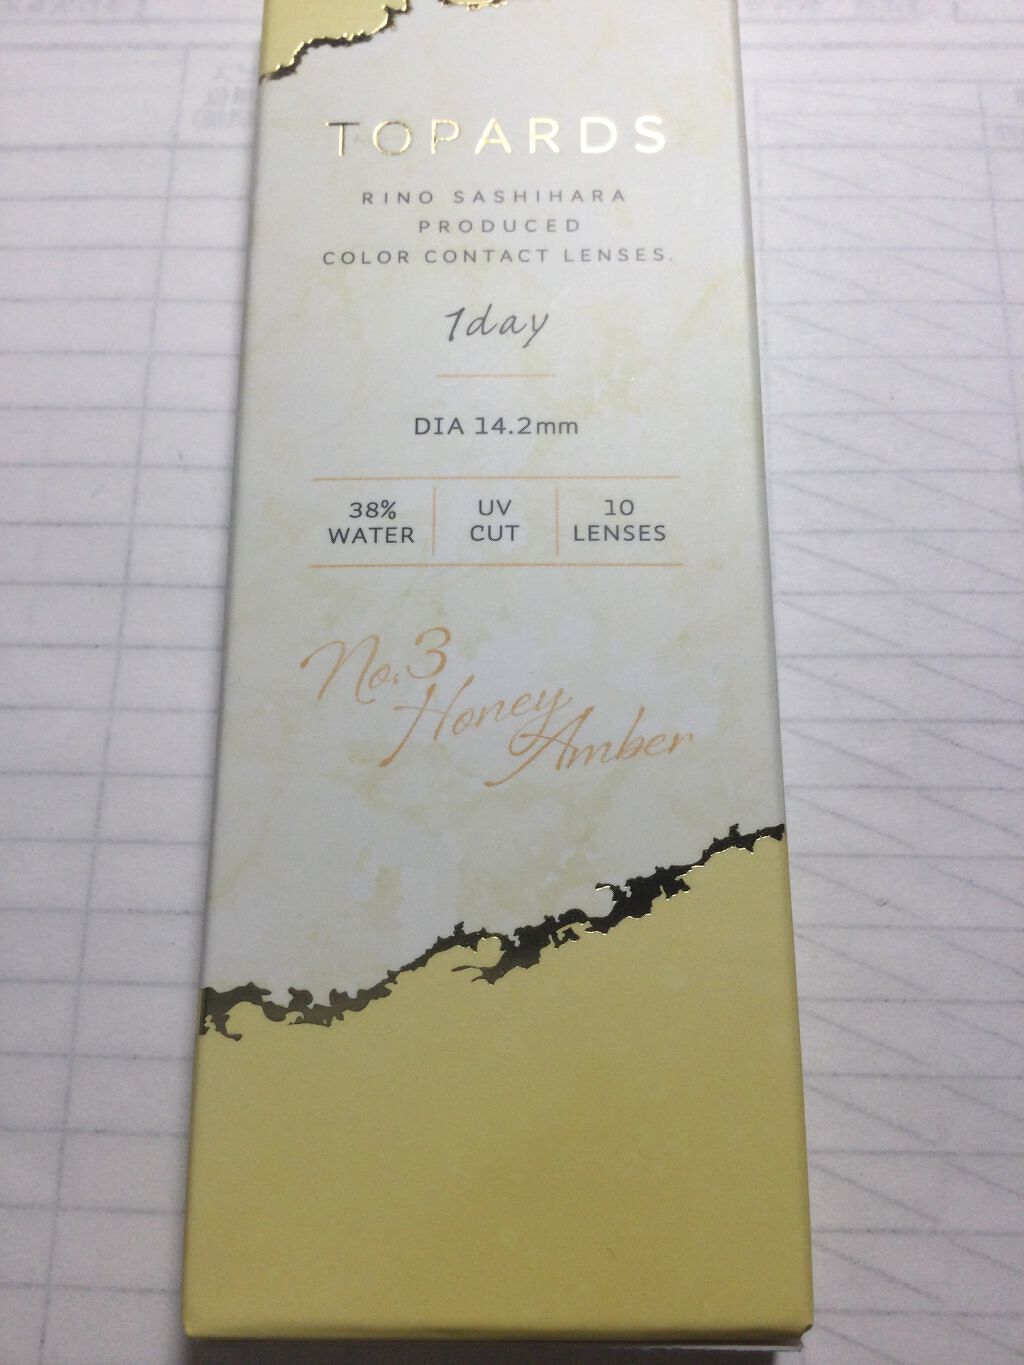 TOPARDS
RINO SASHIHARA
PRODUCED
COLOR CONTACT LENSES.
1day
DIA 14.2mm
38% WATER
UV CUT
10 LENSES
No.3
Honey
Amber